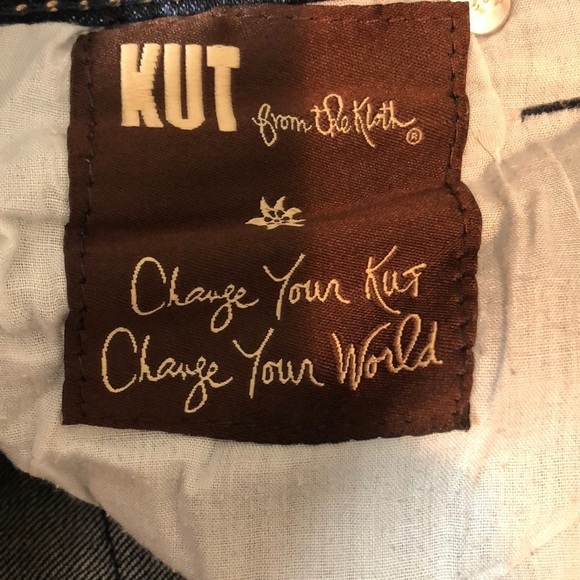 KUT from the Kloth®
Change Your Kut
Change Your World